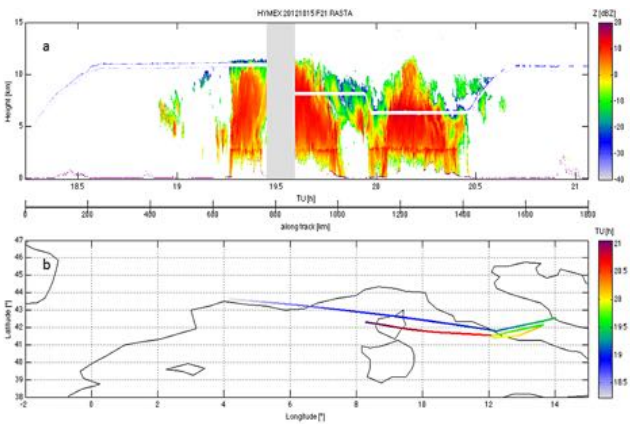 HYMEX 20121015 F21 RASTA
Z [dBZ]
a
15
10
5
0
Height [km]
18.5 19 19.5 20 20.5 21
TU [h]
20
10
0
-10
-20
-30
-40
0 200 400 600 800 1000 1200 1400 1600 1800
along track [km]
TU [h]
b
47
46
45
44
43
42
41
40
39
38
Latitude [°]
-2 0 2 4 6 8 10 12 14
Longitude [°]
21
20.5
20
19.5
19
18.5